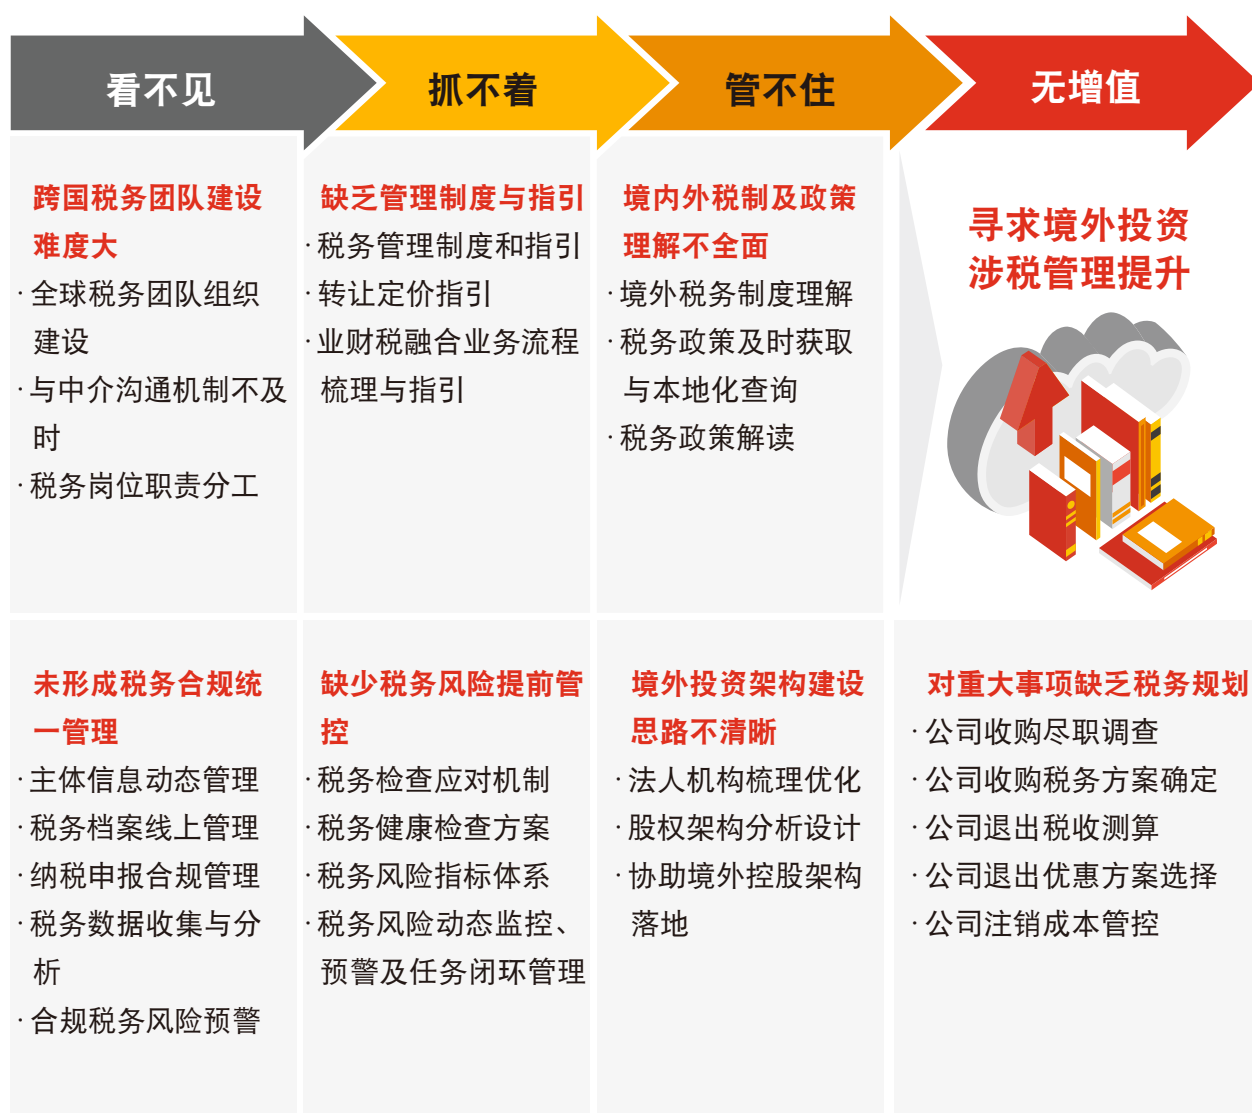 看不见
抓不着
管不住
无增值
跨国税务团队建设
难度大
· 全球税务团队组织
建设
· 与中介沟通机制不及
时
· 税务岗位职责分工
缺乏管理制度与指引
· 税务管理制度和指引
· 转让定价指引
· 业财税融合业务流程
梳理与指引
境内外税制及政策
理解不全面
· 境外税务制度理解
· 税务政策及时获取
与本地化查询
· 税务政策解读
寻求境外投资
涉税管理提升
未形成税务合规统
一管理
· 主体信息动态管理
· 税务档案线上管理
· 纳税申报合规管理
· 税务数据收集与分
析
· 合规税务风险预警
缺少税务风险提前管
控
· 税务检查应对机制
· 税务健康检查方案
· 税务风险指标体系
· 税务风险动态监控、
预警及任务闭环管理
境外投资架构建设
思路不清晰
· 法人机构梳理优化
· 股权架构分析设计
· 协助境外控股架构
落地
对重大事项缺乏税务规划
· 公司收购尽职调查
· 公司收购税务方案确定
· 公司退出税收测算
· 公司退出优惠方案选择
· 公司注销成本管控